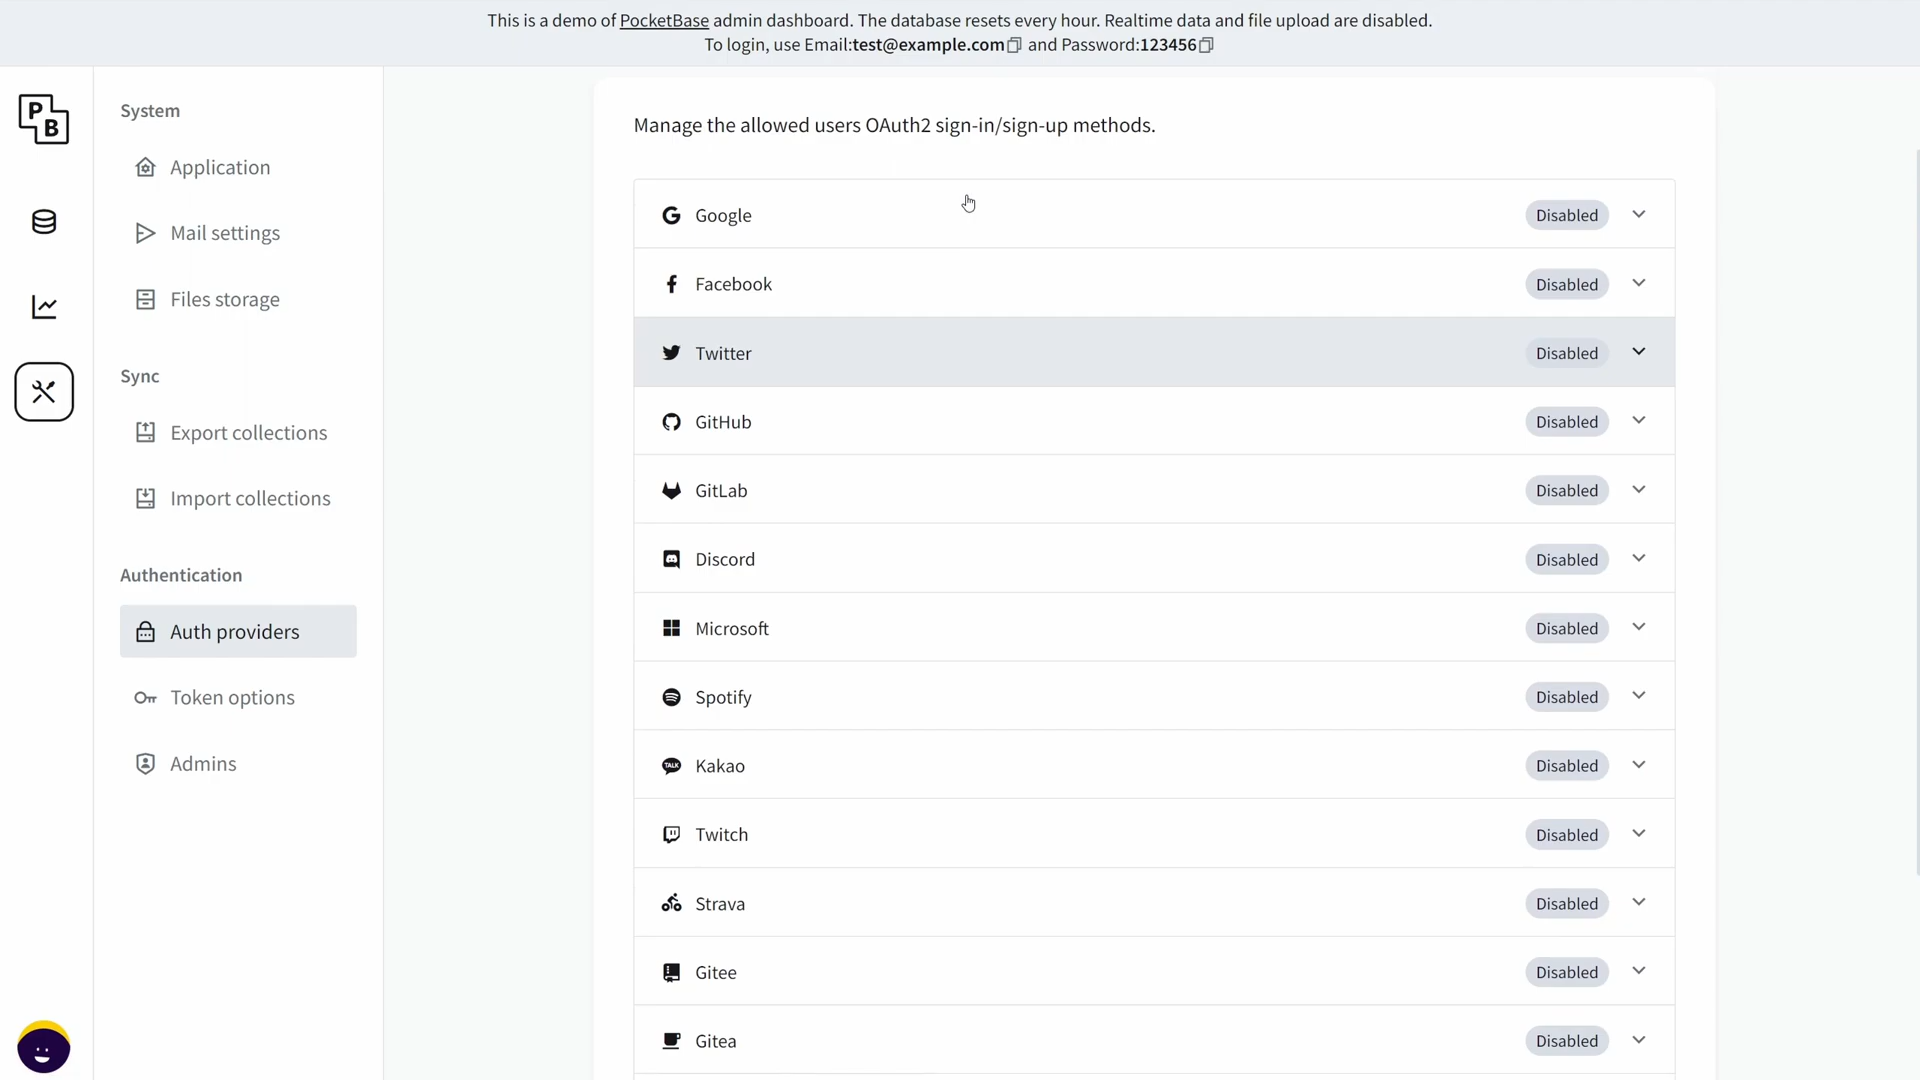 This is a demo of PocketBase admin dashboard. The database resets every hour. Realtime data and file upload are disabled.
To login, use Email:test@example.com and Password:123456
P
B
System
Application
Mail settings
Files storage
Sync
Export collections
Import collections
Authentication
Auth providers
Token options
Admins
Manage the allowed users OAuth2 sign-in/sign-up methods.
Google Disabled
Facebook Disabled
Twitter Disabled
GitHub Disabled
GitLab Disabled
Discord Disabled
Microsoft Disabled
Spotify Disabled
TALK Kakao Disabled
Twitch Disabled
Strava Disabled
Gitee Disabled
Gitea Disabled